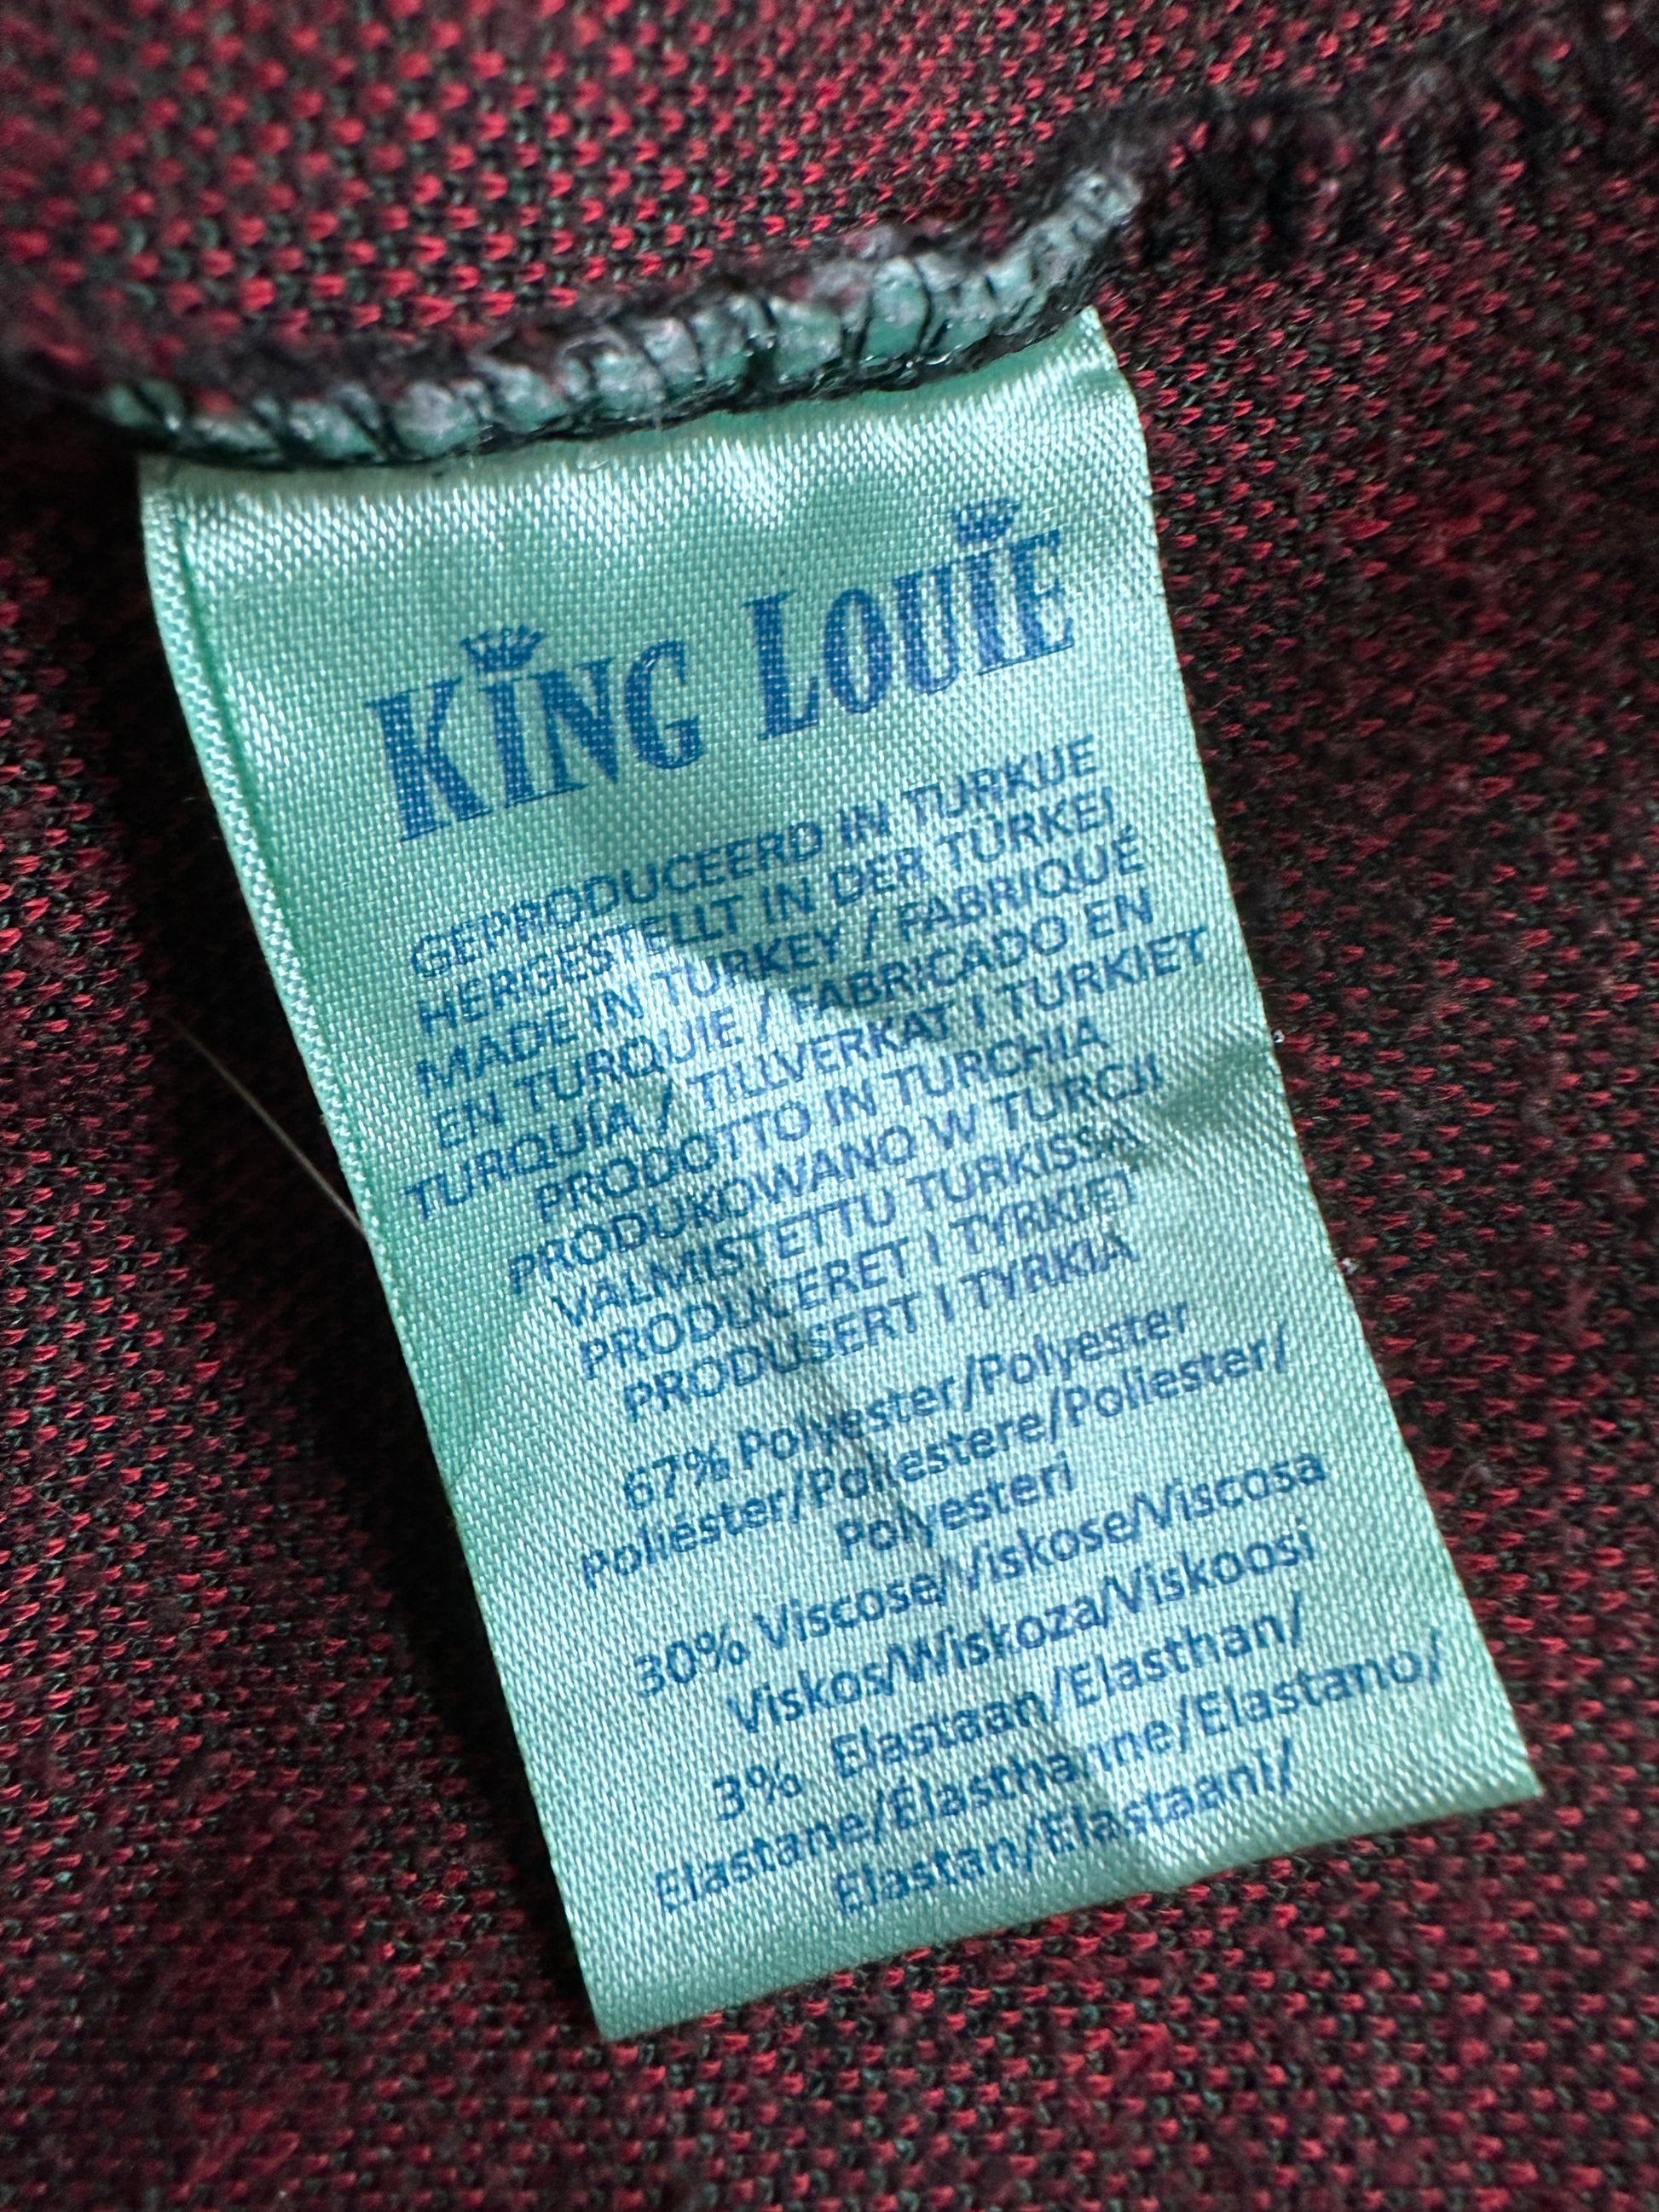 KING LOUIE
GEPRODUCEERD IN TURKIJE
HERGESTELLT IN DER TÜRKEI
MADE IN TURKEY / FABRIQUÉ
EN TURQUIE / FABRICADO EN
TURQUÍA / TILLVERKAT I TURKIET
PRODOTTO IN TURCHIA
PRODUKOWANO W TURCJI
VALMISTETTU TURKISSA
PRODUCERET I TYRKIET
PRODUSERT I TYRKIA
67% Polyester/Polyester
Poliéster/Poliestere/Poliester/
Polyesteri
30% Viscose/Viskose/Viscosa
Viskos/Wiskoza/Viskoosi
3% Elastaan/Elasthan/
Elastane/Élasthanne/Elastano/
Elastan/Elastaani/